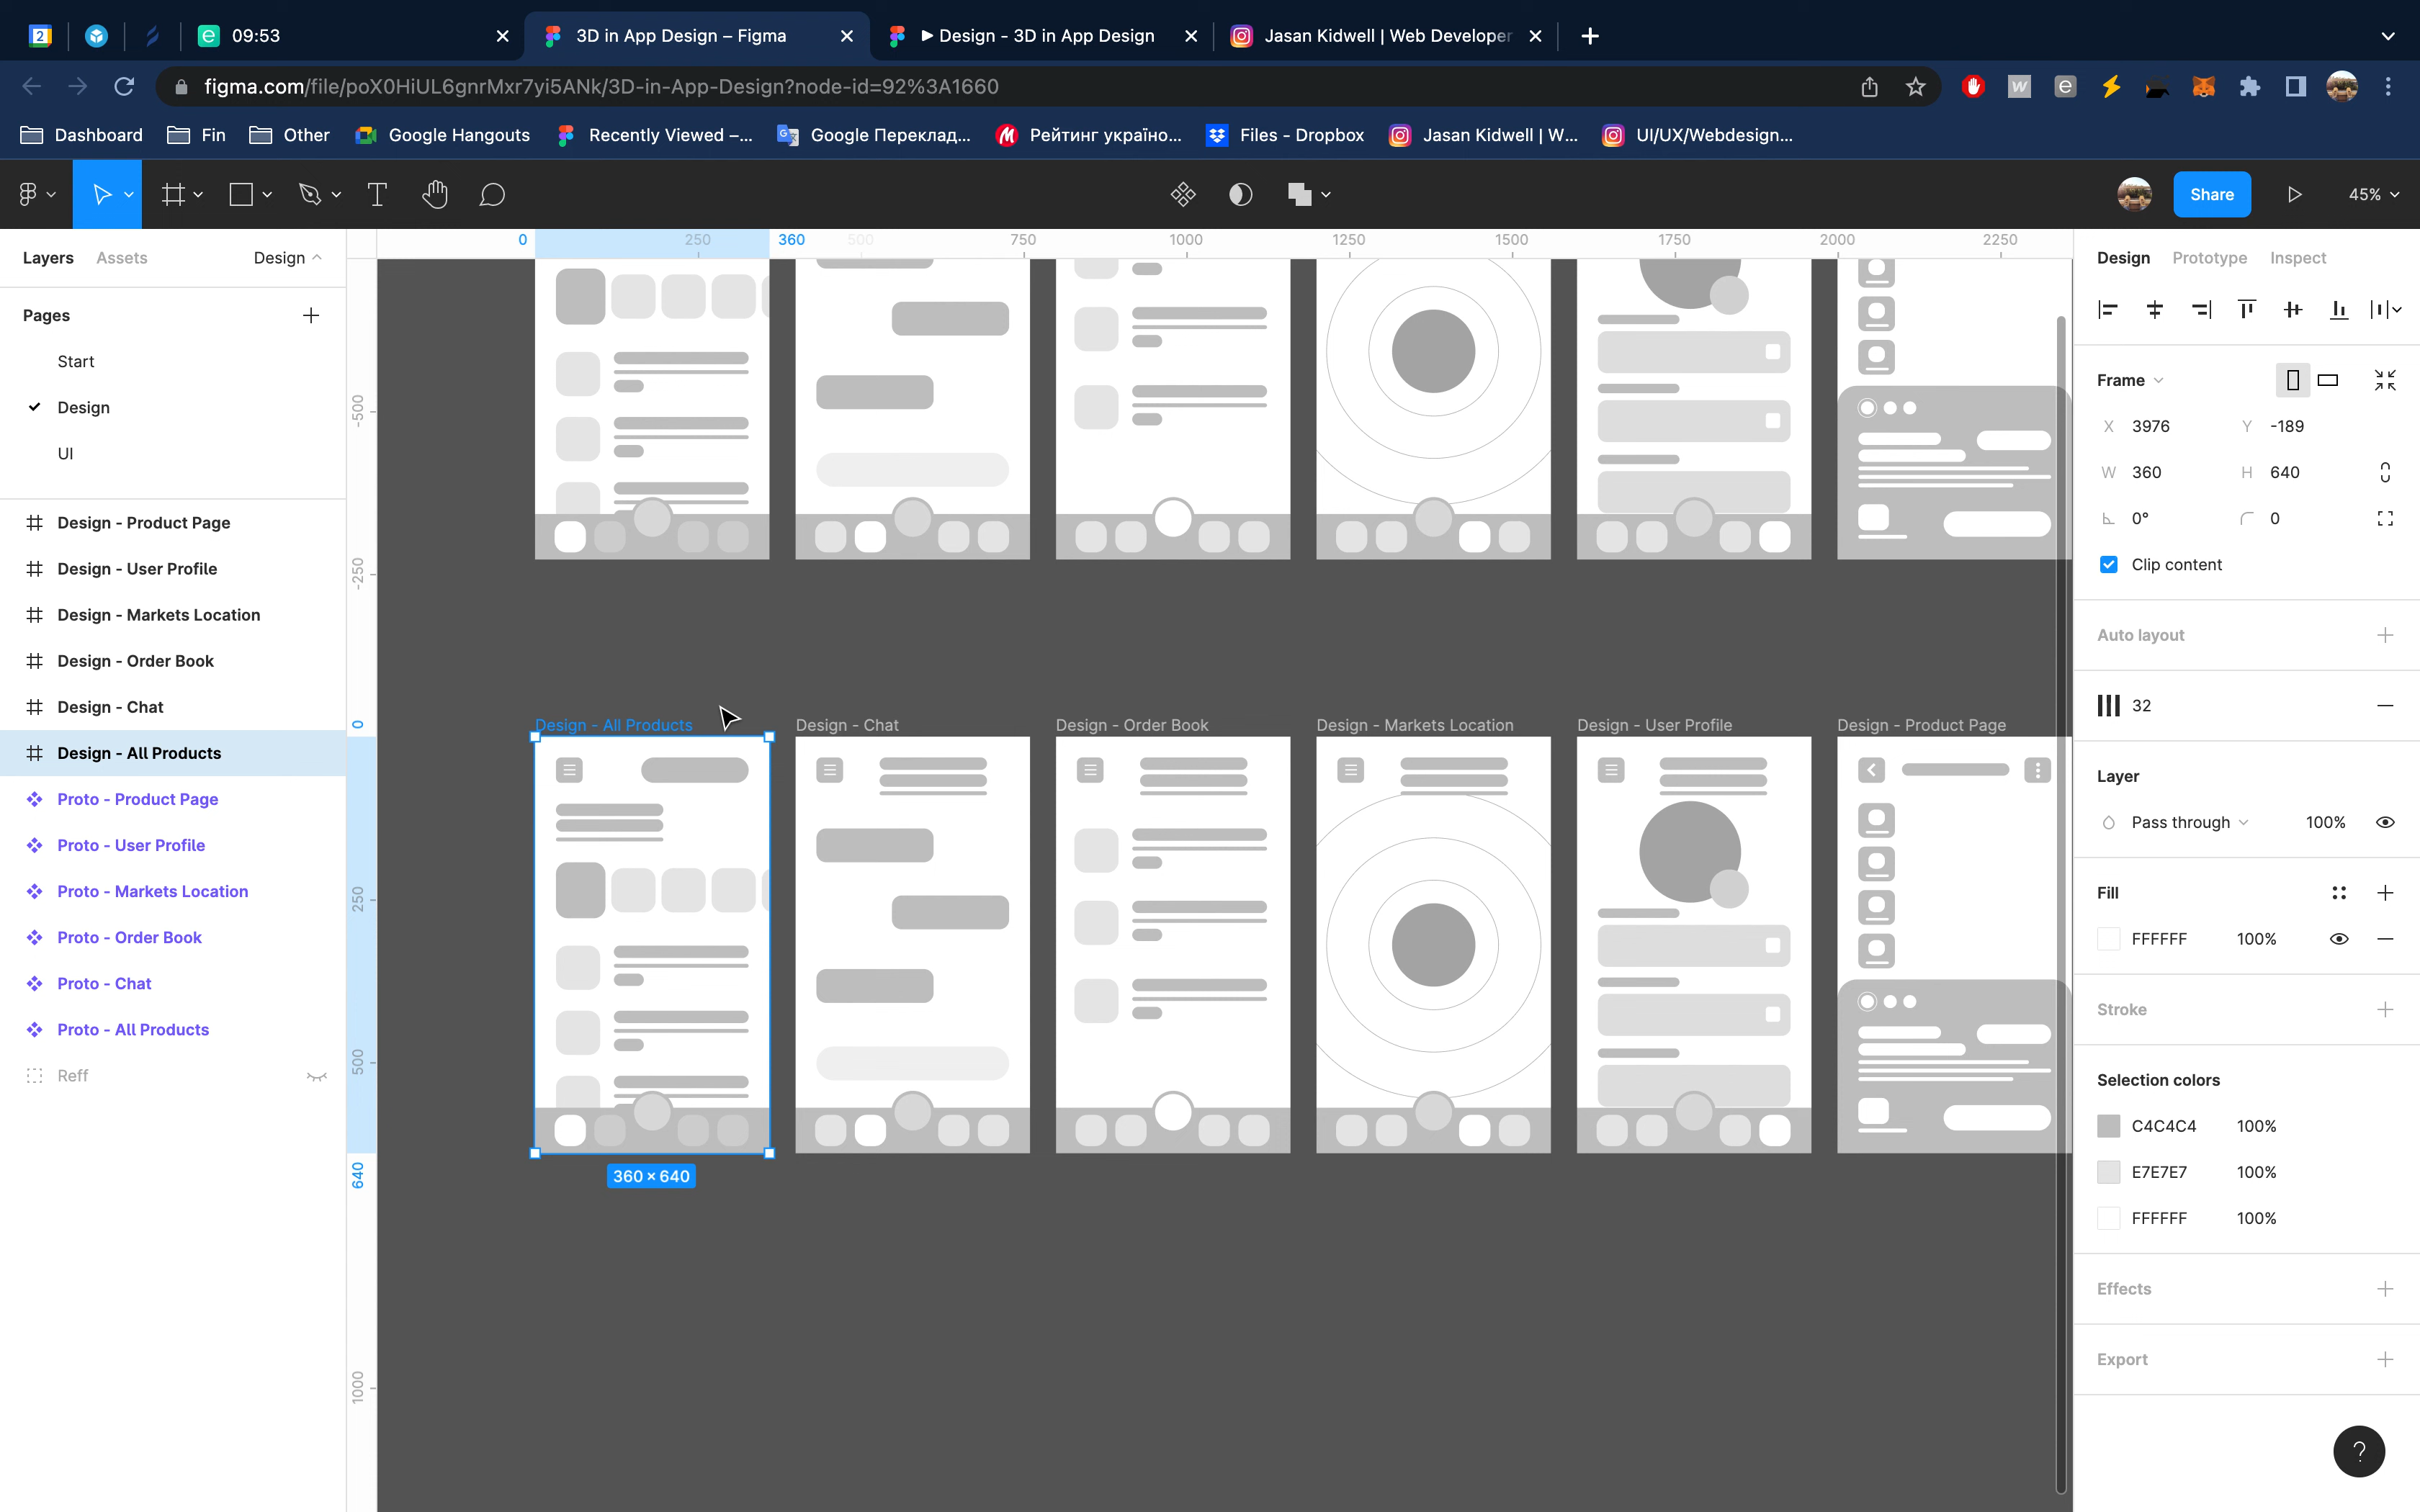 2
09:53
3D in App Design – Figma
Design - 3D in App Design
Jasan Kidwell | Web Developer
figma.com/file/poX0HiUL6gnrMxr7yi5ANk/3D-in-App-Design?node-id=92%3A1660
Dashboard
Fin
Other
Google Hangouts
Recently Viewed –...
Google Переклад...
Рейтинг україно...
Files - Dropbox
Jasan Kidwell | W...
UI/UX/Webdesign...
Share
45%
Layers
Assets
Design
Pages
Start
Design
UI
Design - Product Page
Design - User Profile
Design - Markets Location
Design - Order Book
Design - Chat
Design - All Products
Proto - Product Page
Proto - User Profile
Proto - Markets Location
Proto - Order Book
Proto - Chat
Proto - All Products
Reff
0
250
360
500
750
1000
1250
1500
1750
2000
2250
-500
-250
0
250
500
640
1000
Design - All Products
Design - Chat
Design - Order Book
Design - Markets Location
Design - User Profile
Design - Product Page
360 × 640
Design
Prototype
Inspect
Frame
X 3976
Y -189
W 360
H 640
0°
0
Clip content
Auto layout
32
Layer
Pass through
100%
Fill
FFFFFF
100%
Stroke
Selection colors
C4C4C4
100%
E7E7E7
100%
FFFFFF
100%
Effects
Export
?